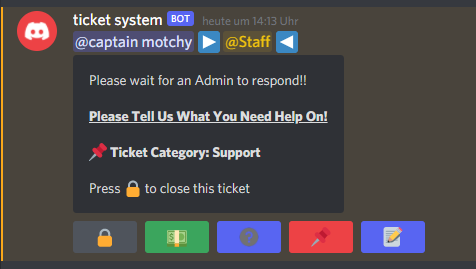 ticket system BOT heute um 14:13 Uhr
@captain motchy @Staff
Please wait for an Admin to respond!!
Please Tell Us What You Need Help On!
Ticket Category: Support
Press to close this ticket